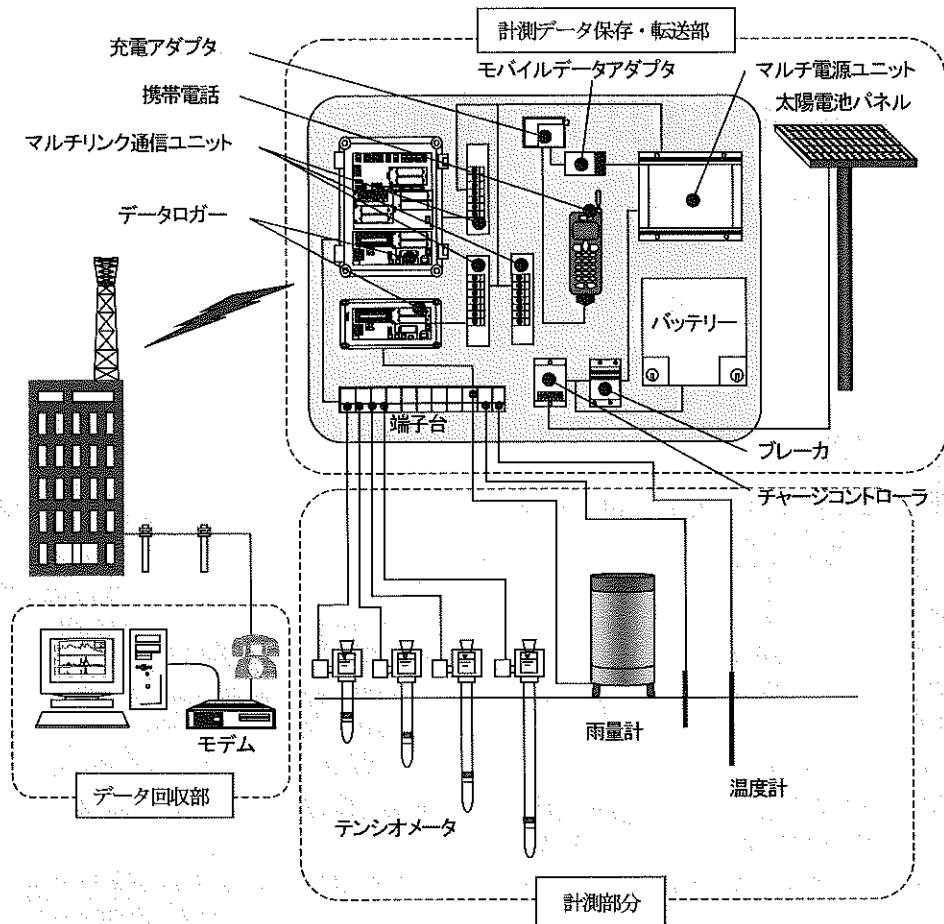 計測データ保存・転送部
充電アダプタ
モバイルデータアダプタ
マルチ電源ユニット
携帯電話
太陽電池パネル
マルチリンク通信ユニット
データロガー
バッテリー
端子台
ブレーカ
チャージコントローラ
モデム
雨量計
データ回収部
温度計
テンシオメータ
計測部分